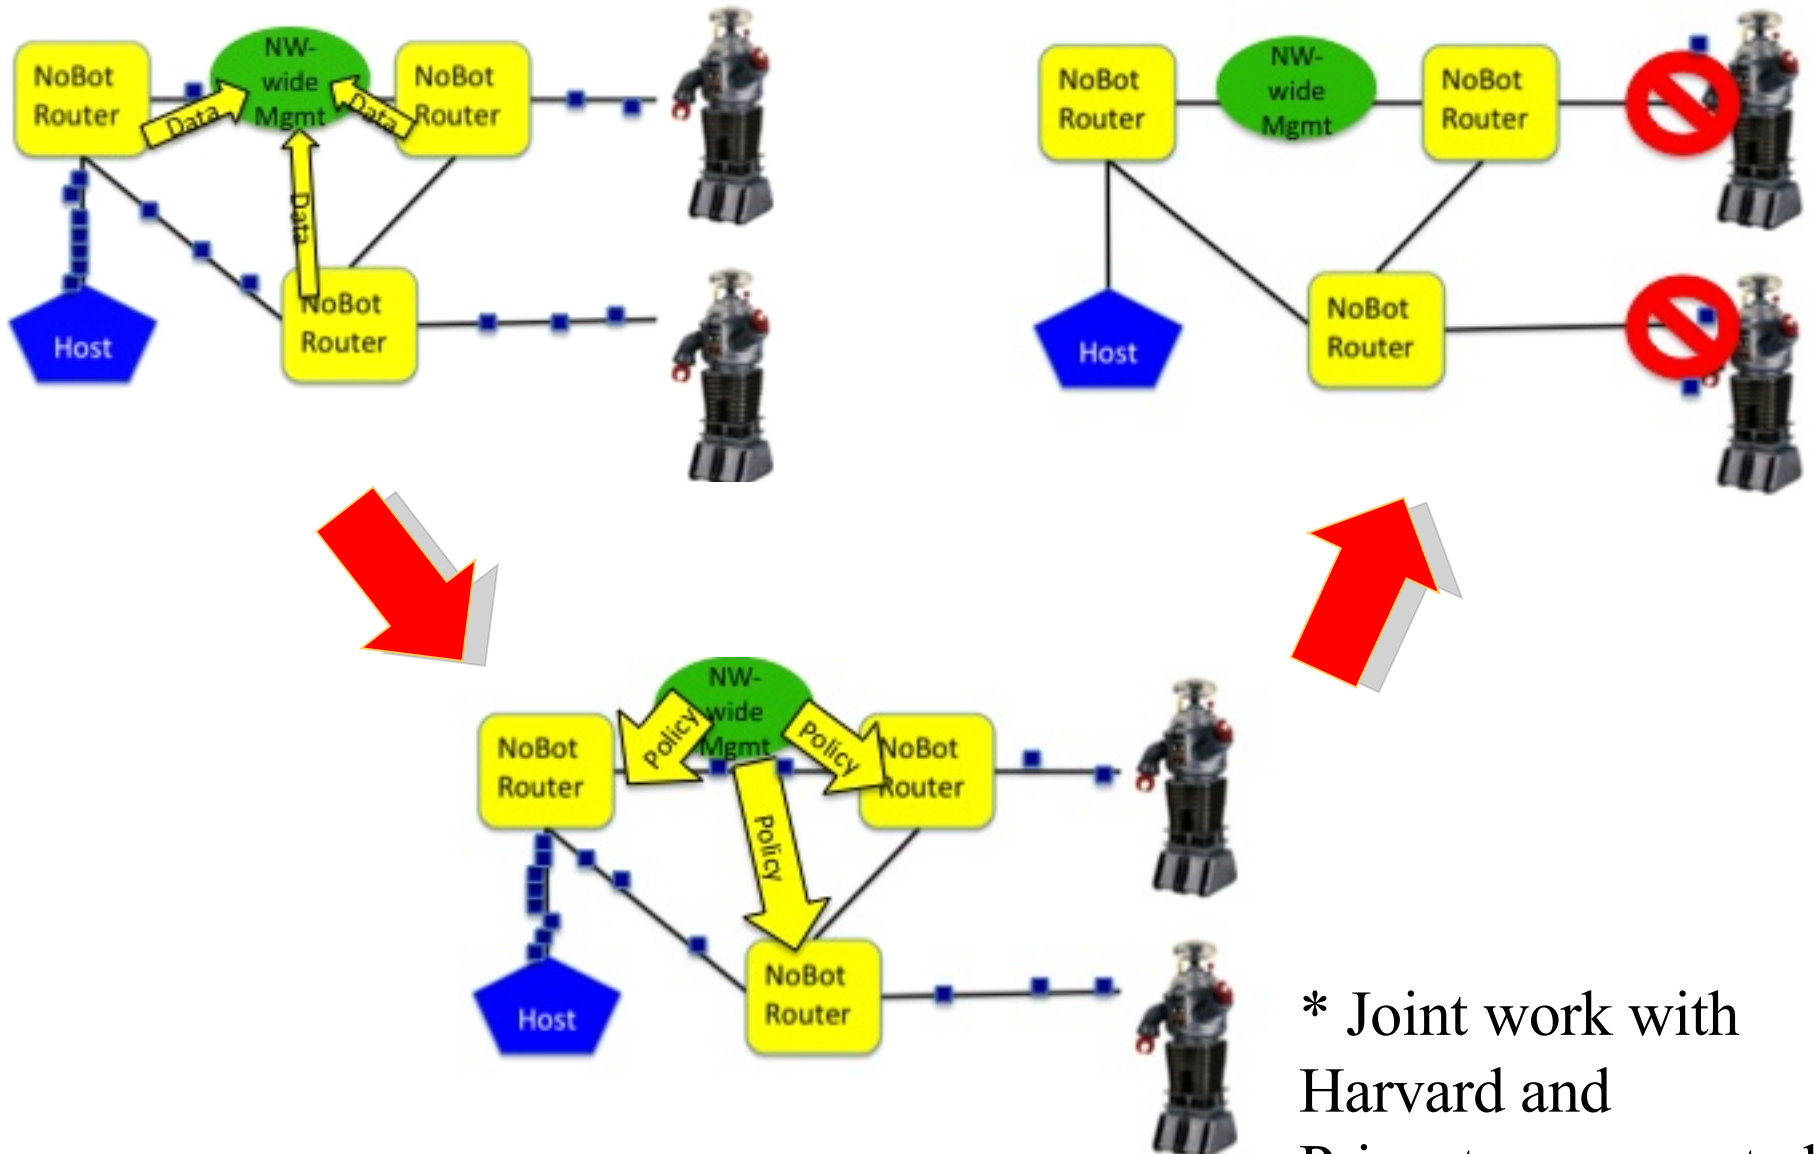 NoBot
Router
NW-
wide
Mgmt
NoBot
Router
Data
Data
Data
Host
NoBot
Router
NoBot
Router
NW-
wide
Mgmt
NoBot
Router
Host
NoBot
Router
NoBot
Router
NW-
wide
Mgmt
NoBot
Router
Policy
Policy
Policy
Host
NoBot
Router
* Joint work with
Harvard and